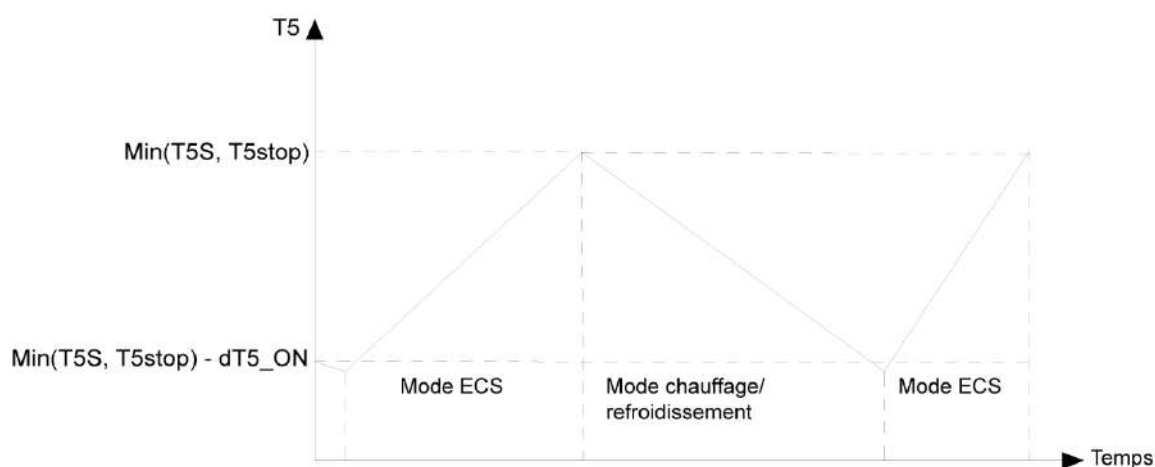 T5
Min(T5S, T5stop)
Min(T5S, T5stop) - dT5_ON
Mode ECS
Mode chauffage/
refroidissement
Mode ECS
Temps